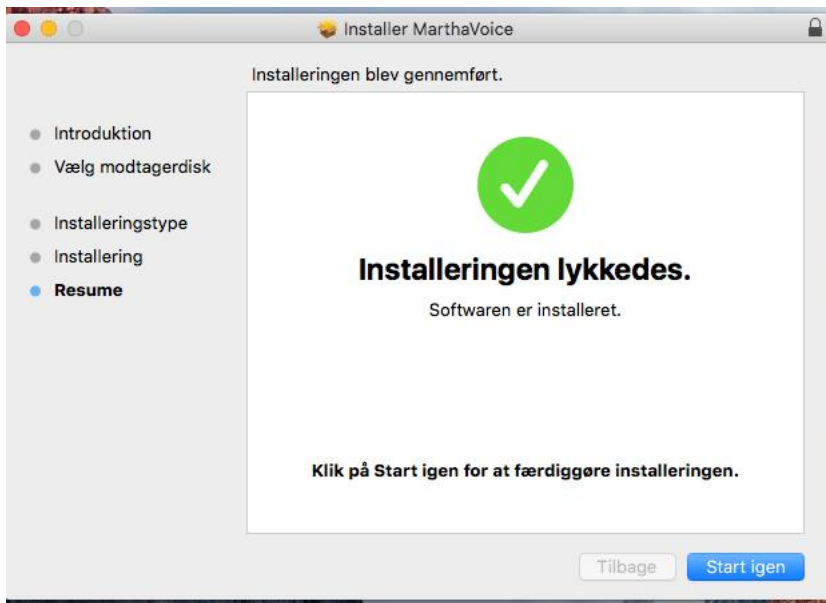 Installer MarthaVoice
Installeringen blev gennemført.
Introduktion
Vælg modtagerdisk
Installeringstype
Installering
Resume
Installeringen lykkedes.
Softwaren er installeret.
Klik på Start igen for at færdiggøre installeringen.
Tilbage
Start igen